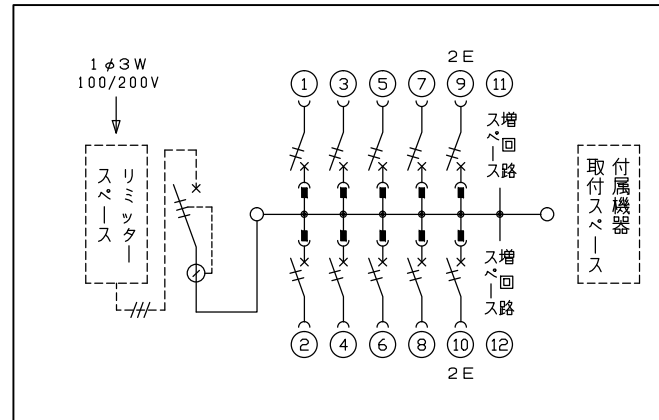 1φ3W
100/200V
リミッター
スペース
2E
1 3 5 7 9 11
増回路
スペース
増回路
スペース
2 4 6 8 10 12
2E
付属機器
取付スペース